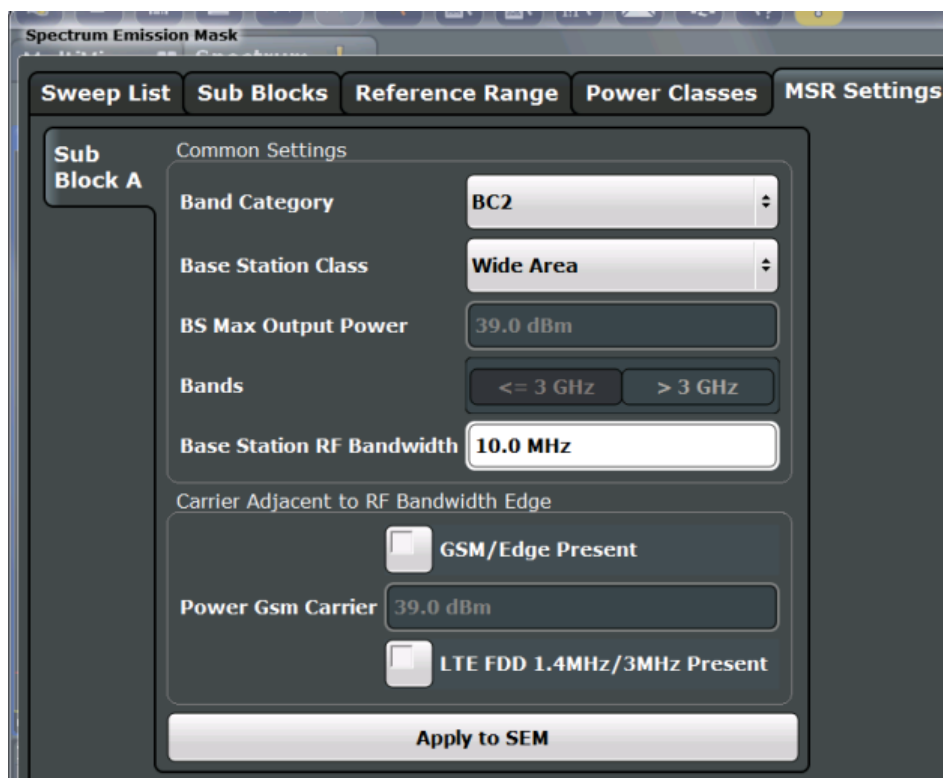 Spectrum Emission Mask
Sweep List
Sub Blocks
Reference Range
Power Classes
MSR Settings
Sub
Block A
Common Settings
Band Category
BC2
Base Station Class
Wide Area
BS Max Output Power
39.0 dBm
Bands
<= 3 GHz
> 3 GHz
Base Station RF Bandwidth
10.0 MHz
Carrier Adjacent to RF Bandwidth Edge
GSM/Edge Present
Power Gsm Carrier
39.0 dBm
LTE FDD 1.4MHz/3MHz Present
Apply to SEM